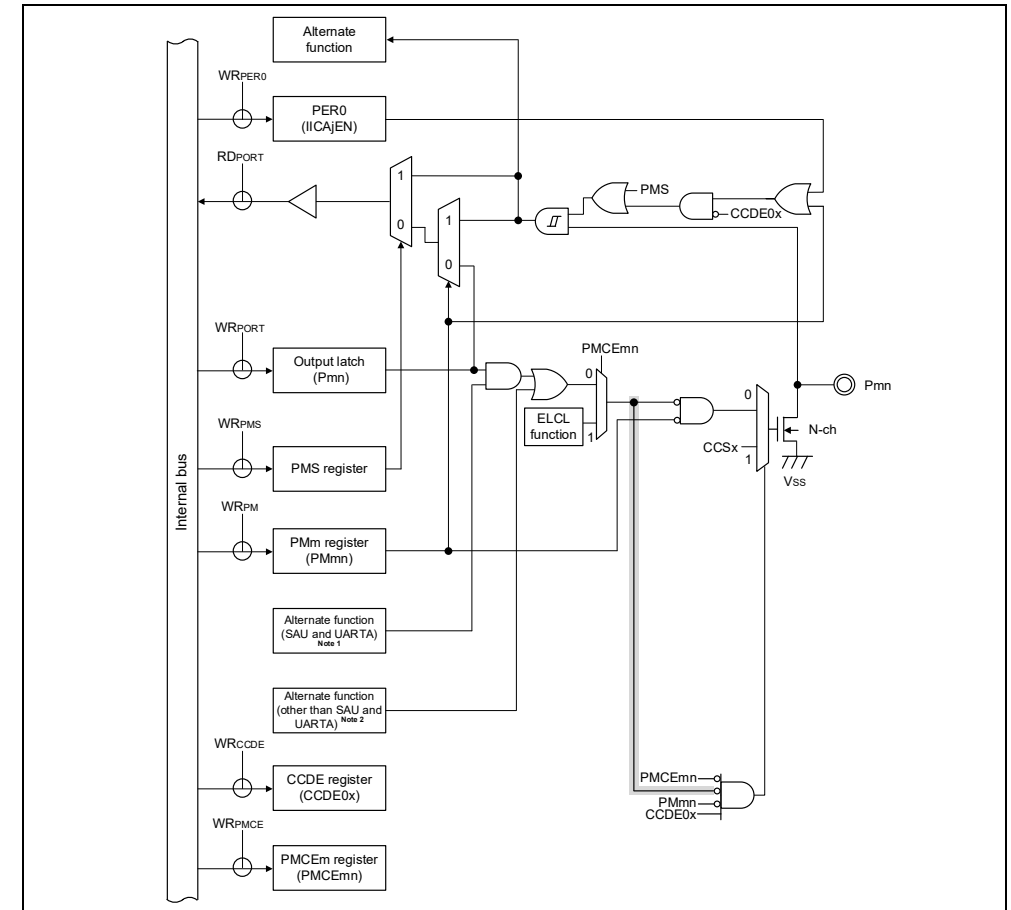 Alternate
function
WRPER0
PER0
(IICAjEN)
RDPORT
1
0
1
0
PMS
CCDE0x
WRPORT
Output latch
(Pmn)
PMCEmn
0
ELCL
function
1
0
CCSx
1
Pmn
N-ch
VSS
WRPMS
PMS register
Internal bus
WRPM
PMm register
(PMmn)
Alternate function
(SAU and UARTA)
Note 1
Alternate function
(other than SAU and
UARTA) Note 2
WRCCDE
CCDE register
(CCDE0x)
PMCEmn
PMmn
CCDE0x
WRPMCE
PMCEm register
(PMCEmn)